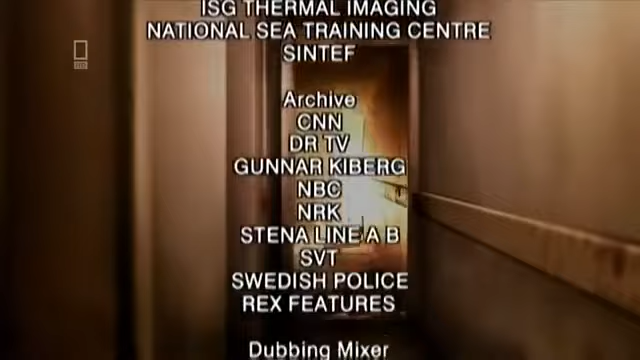 ISG THERMAL IMAGING
NATIONAL SEA TRAINING CENTRE
SINTEF
Archive
CNN
DR TV
GUNNAR KIBERG
NBC
NRK
STENA LINE A B
SVT
SWEDISH POLICE
REX FEATURES
Dubbing Mixer